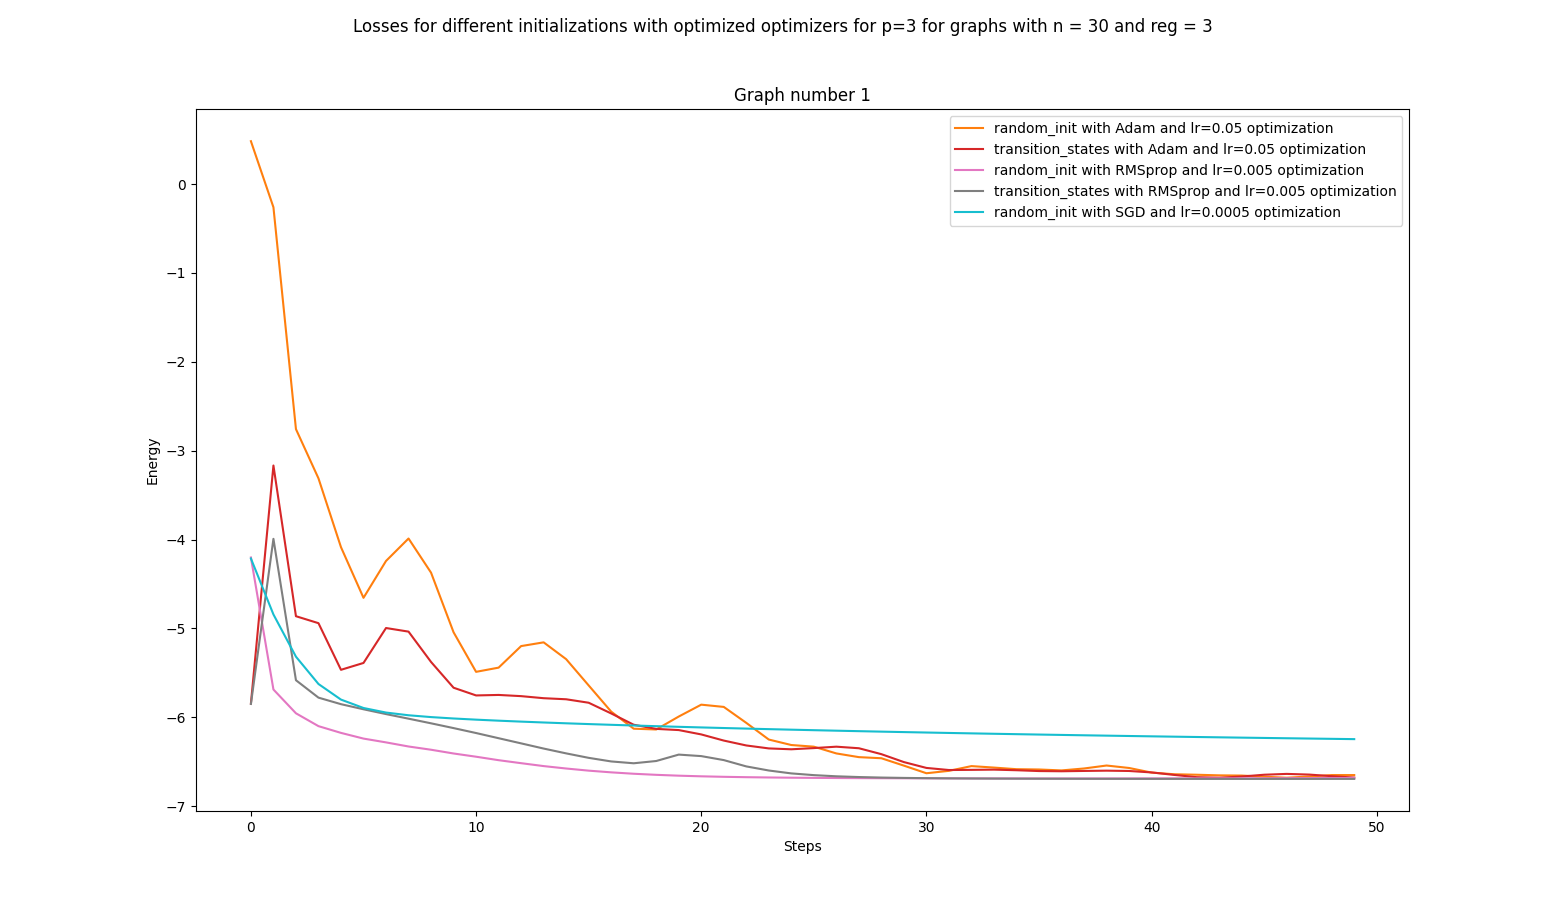 Losses for different initializations with optimized optimizers for p=3 for graphs with n = 30 and reg = 3
Graph number 1
random_init with Adam and lr=0.05 optimization
transition_states with Adam and lr=0.05 optimization
random_init with RMSprop and lr=0.005 optimization
transition_states with RMSprop and lr=0.005 optimization
random_init with SGD and lr=0.0005 optimization
Energy
0
−1
−2
−3
−4
−5
−6
−7
0 10 20 30 40 50
Steps